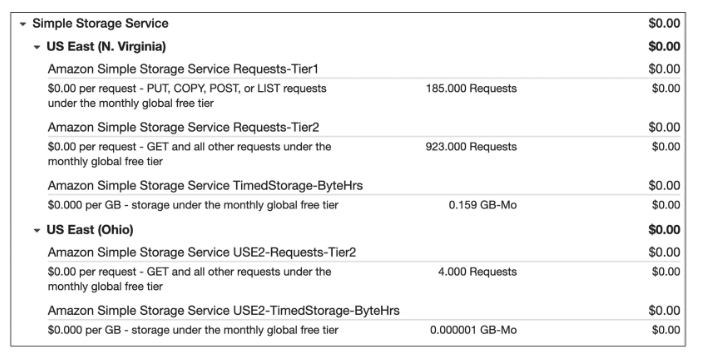 Simple Storage Service $0.00
US East (N. Virginia) $0.00
Amazon Simple Storage Service Requests-Tier1 $0.00
$0.00 per request - PUT, COPY, POST, or LIST requests 185.000 Requests $0.00
under the monthly global free tier
Amazon Simple Storage Service Requests-Tier2 $0.00
$0.00 per request - GET and all other requests under the 923.000 Requests $0.00
monthly global free tier
Amazon Simple Storage Service TimedStorage-ByteHrs $0.00
$0.000 per GB - storage under the monthly global free tier 0.159 GB-Mo $0.00
US East (Ohio) $0.00
Amazon Simple Storage Service USE2-Requests-Tier2 $0.00
$0.00 per request - GET and all other requests under the 4.000 Requests $0.00
monthly global free tier
Amazon Simple Storage Service USE2-TimedStorage-ByteHrs $0.00
$0.000 per GB - storage under the monthly global free tier 0.000001 GB-Mo $0.00